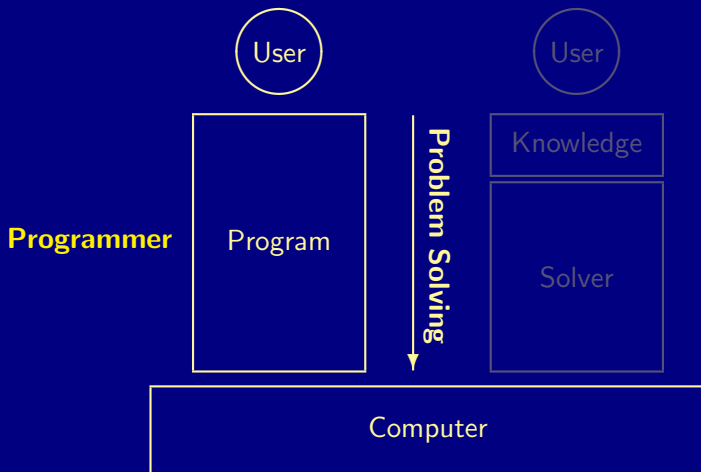 User
User
Knowledge
Problem Solving
Programmer
Program
Solver
Computer